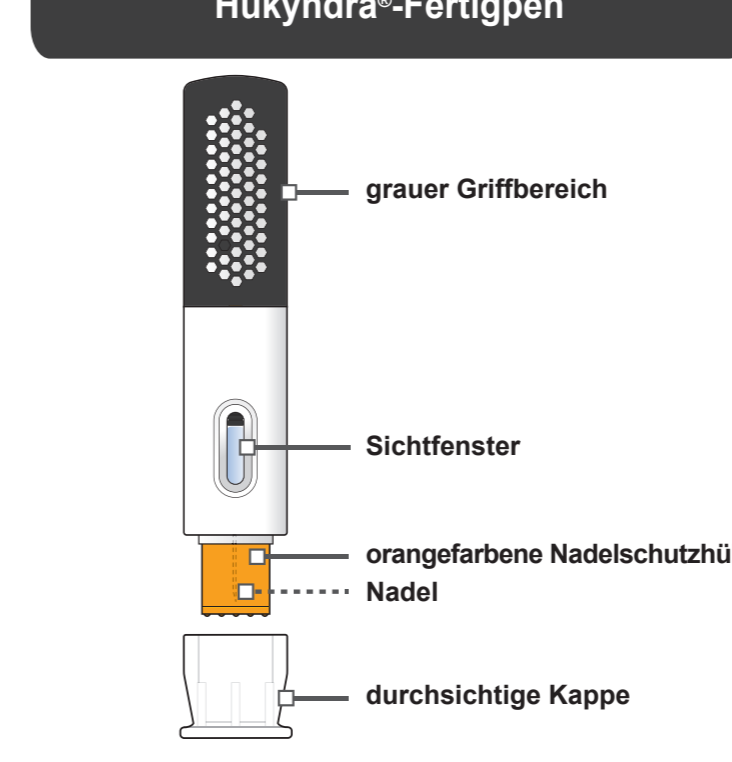 Hukyndra®-Fertigpen
grauer Griffbereich
Sichtfenster
orangefarbene Nadelschutzhü
Nadel
durchsichtige Kappe